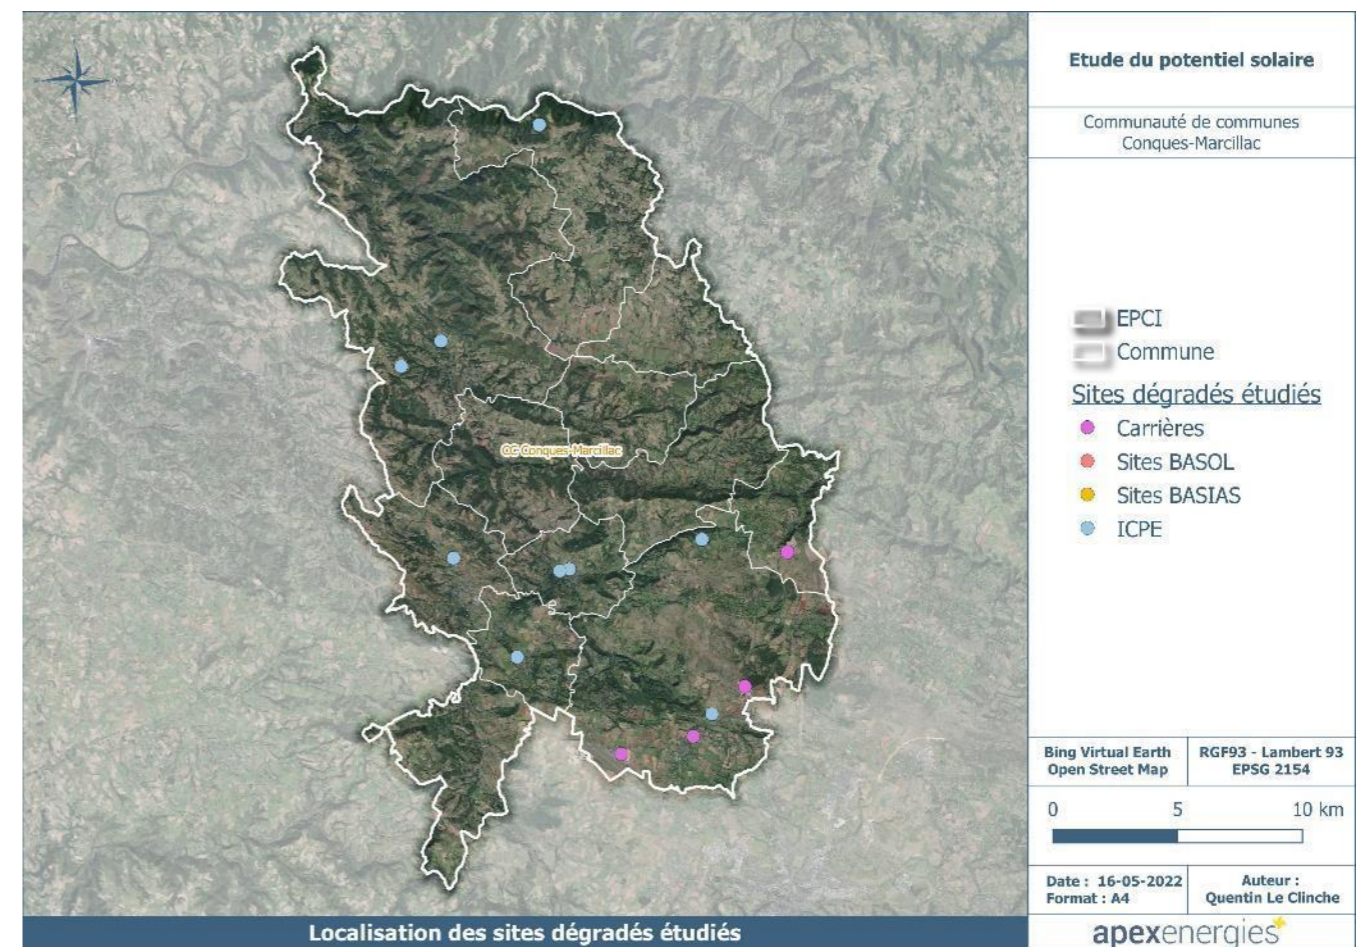 Etude du potentiel solaire
Communauté de communes
Conques-Marcillac
CC Conques-Marcillac
EPCI
Commune
Sites dégradés étudiés
Carrières
Sites BASOL
Sites BASIAS
ICPE
Bing Virtual Earth
Open Street Map
RGF93 - Lambert 93
EPSG 2154
0 5 10 km
Date : 16-05-2022
Format : A4
Auteur :
Quentin Le Clinche
Localisation des sites dégradés étudiés
apexenergies